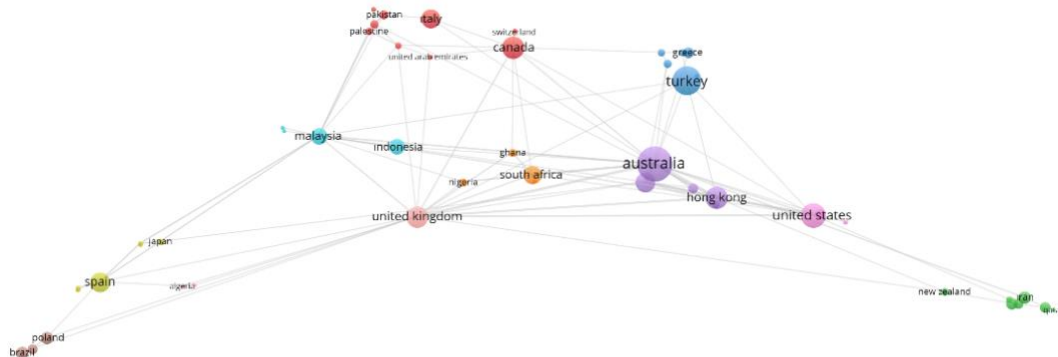 pakistan
italy
palestine
switzerland
canada
united arab emirates
greece
turkey
malaysia
indonesia
ghana
australia
south africa
nigeria
hong kong
united kingdom
united states
japan
spain
algeria
new zealand
iran
poland
brazil